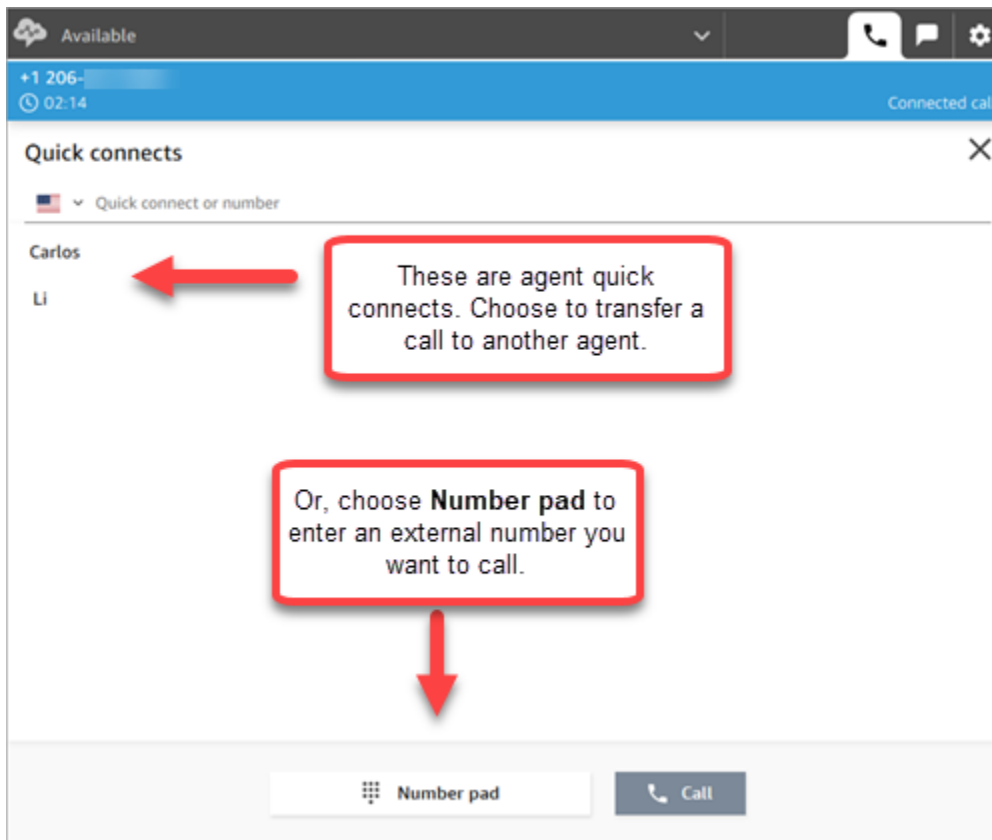 Available
+1 206-
02:14
Connected call
Quick connects
Quick connect or number
Carlos
Li
These are agent quick
connects. Choose to transfer a
call to another agent.
Or, choose Number pad to
enter an external number you
want to call.
Number pad
Call